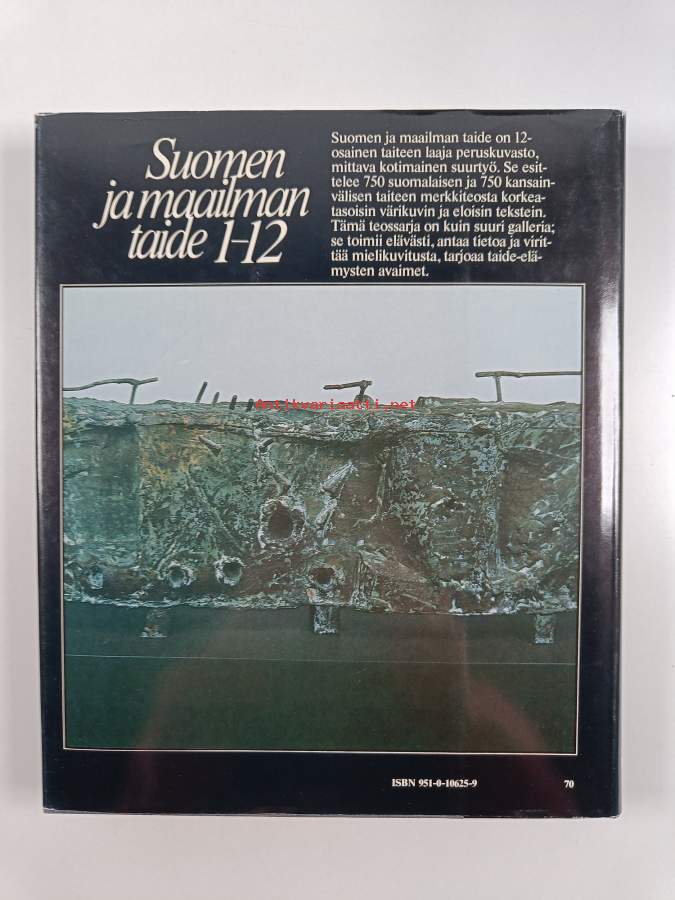 Suomen
ja maailman
taide 1-12
Suomen ja maailman taide on 12-
osainen taiteen laaja peruskuvasto,
mittava kotimainen suurtyö. Se esit-
telee 750 suomalaisen ja 750 kansain-
välisen taiteen merkkiteosta korkea-
tasoisin värikuvin ja eloisin tekstein.
Tämä teossarja on kuin suuri galleria;
se toimii elävästi, antaa tietoa ja virit-
tää mielikuvitusta, tarjoaa taide-elä-
mysten avaimet.
Antikvariaatti.net
ISBN 951-0-10625-9 70